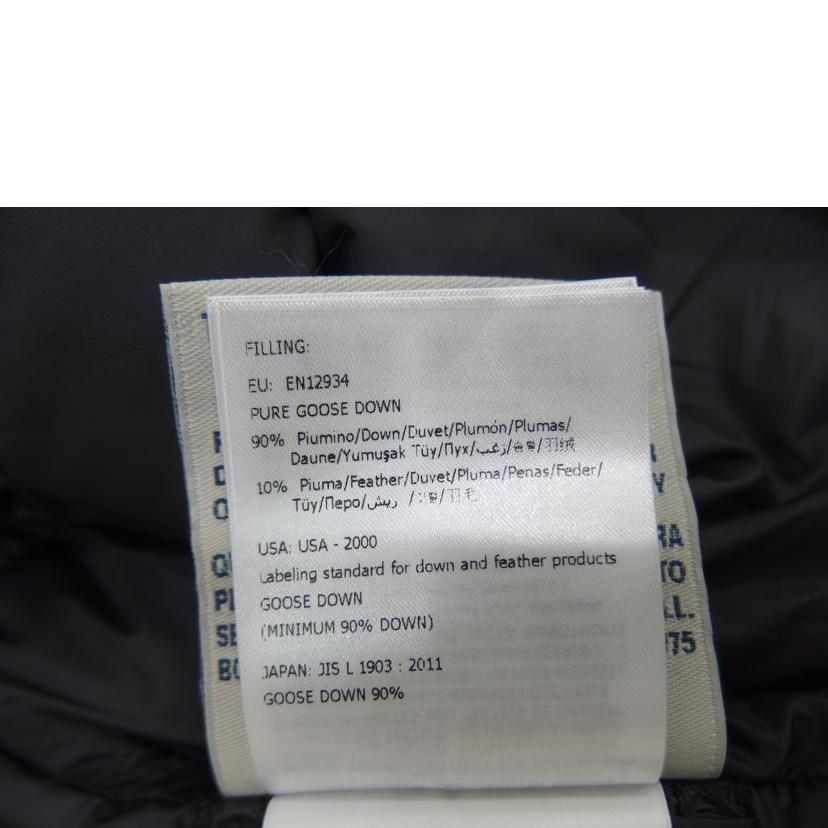 FILLING:
EU: EN12934
PURE GOOSE DOWN
90% Piumino/Down/Duvet/Plumón/Plumas/
Daune/Yumuşak Tüy/Пух/زغب/솜털/羽绒
10% Piuma/Feather/Duvet/Pluma/Penas/Feder/
Tüy/Перо/ريش /깃털/羽毛
USA: USA - 2000
Labeling standard for down and feather products
GOOSE DOWN
(MINIMUM 90% DOWN)
JAPAN: JIS L 1903 : 2011
GOOSE DOWN 90%